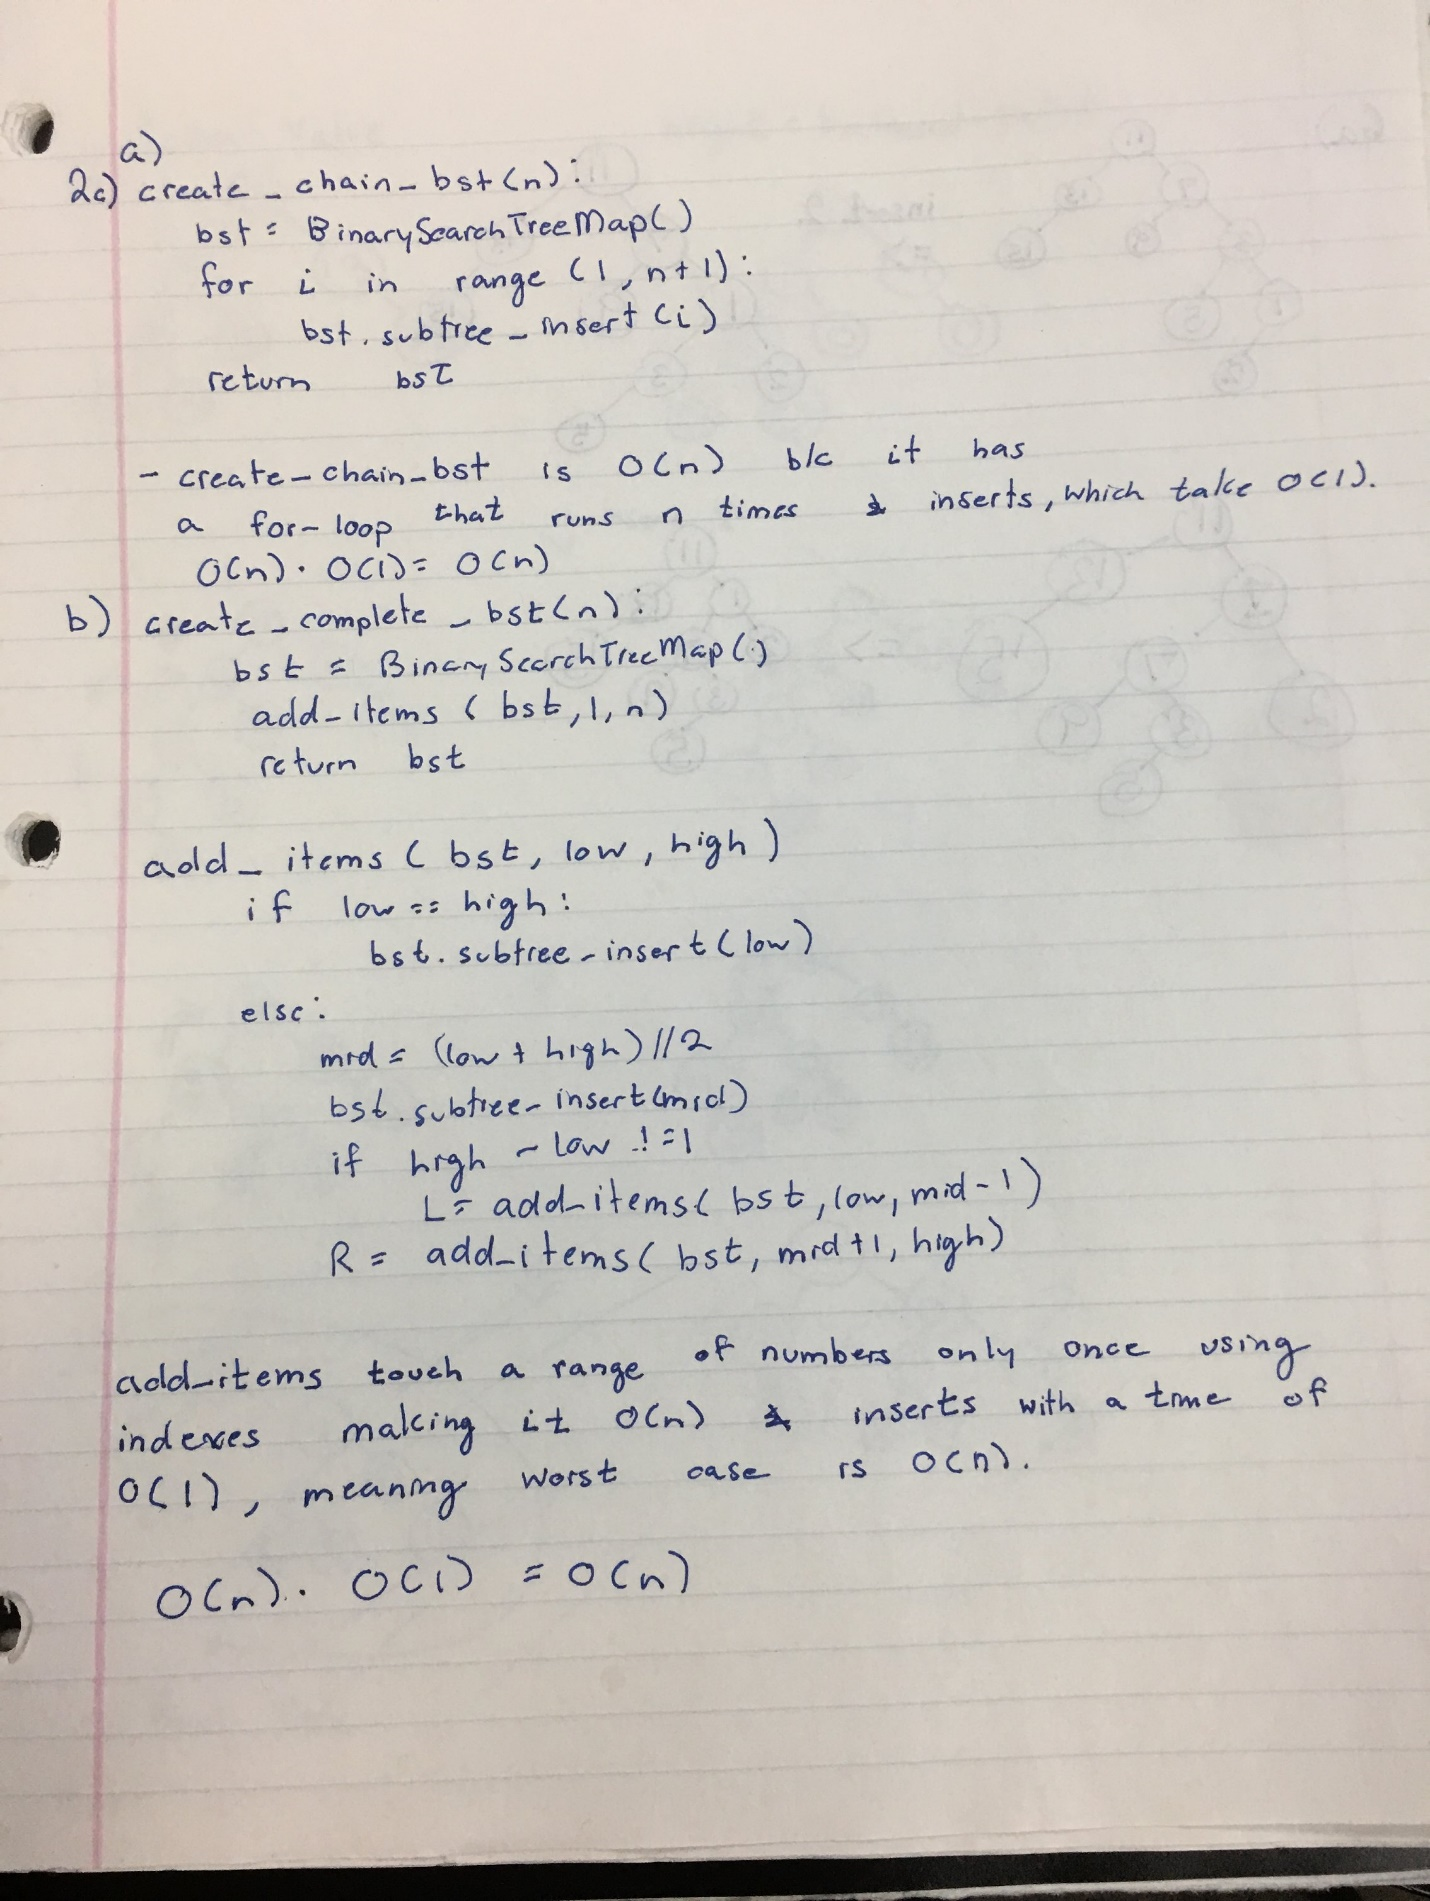 a)
2c) create_chain_bst(n):
bst = BinarySearchTreeMap()
for i in range (1, n+1):
bst.subtree_insert(i)
return bst
- create_chain_bst is O(n) b/c it has
a for-loop that runs n times & inserts, which take O(1).
O(n) · O(1) = O(n)
b) create_complete_bst(n):
bst = BinarySearchTreeMap()
add_items (bst, 1, n)
return bst
add_items (bst, low, high)
if low == high:
bst.subtree_insert(low)
else:
mid = (low + high)//2
bst.subtree_insert(mid)
if high - low != 1
L = add_items(bst, low, mid-1)
R = add_items(bst, mid+1, high)
add_items touch a range of numbers only once using
indexes making it O(n) & inserts with a time of
O(1), meaning worst case is O(n).
O(n) · O(1) = O(n)